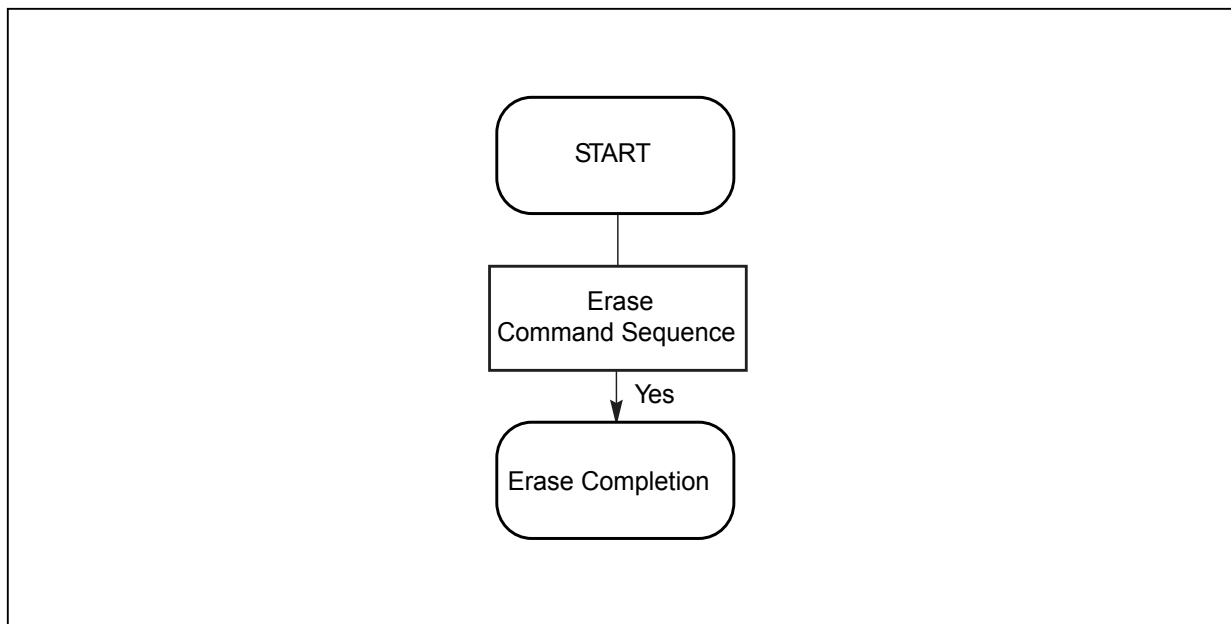 START
Erase
Command Sequence
Yes
Erase Completion